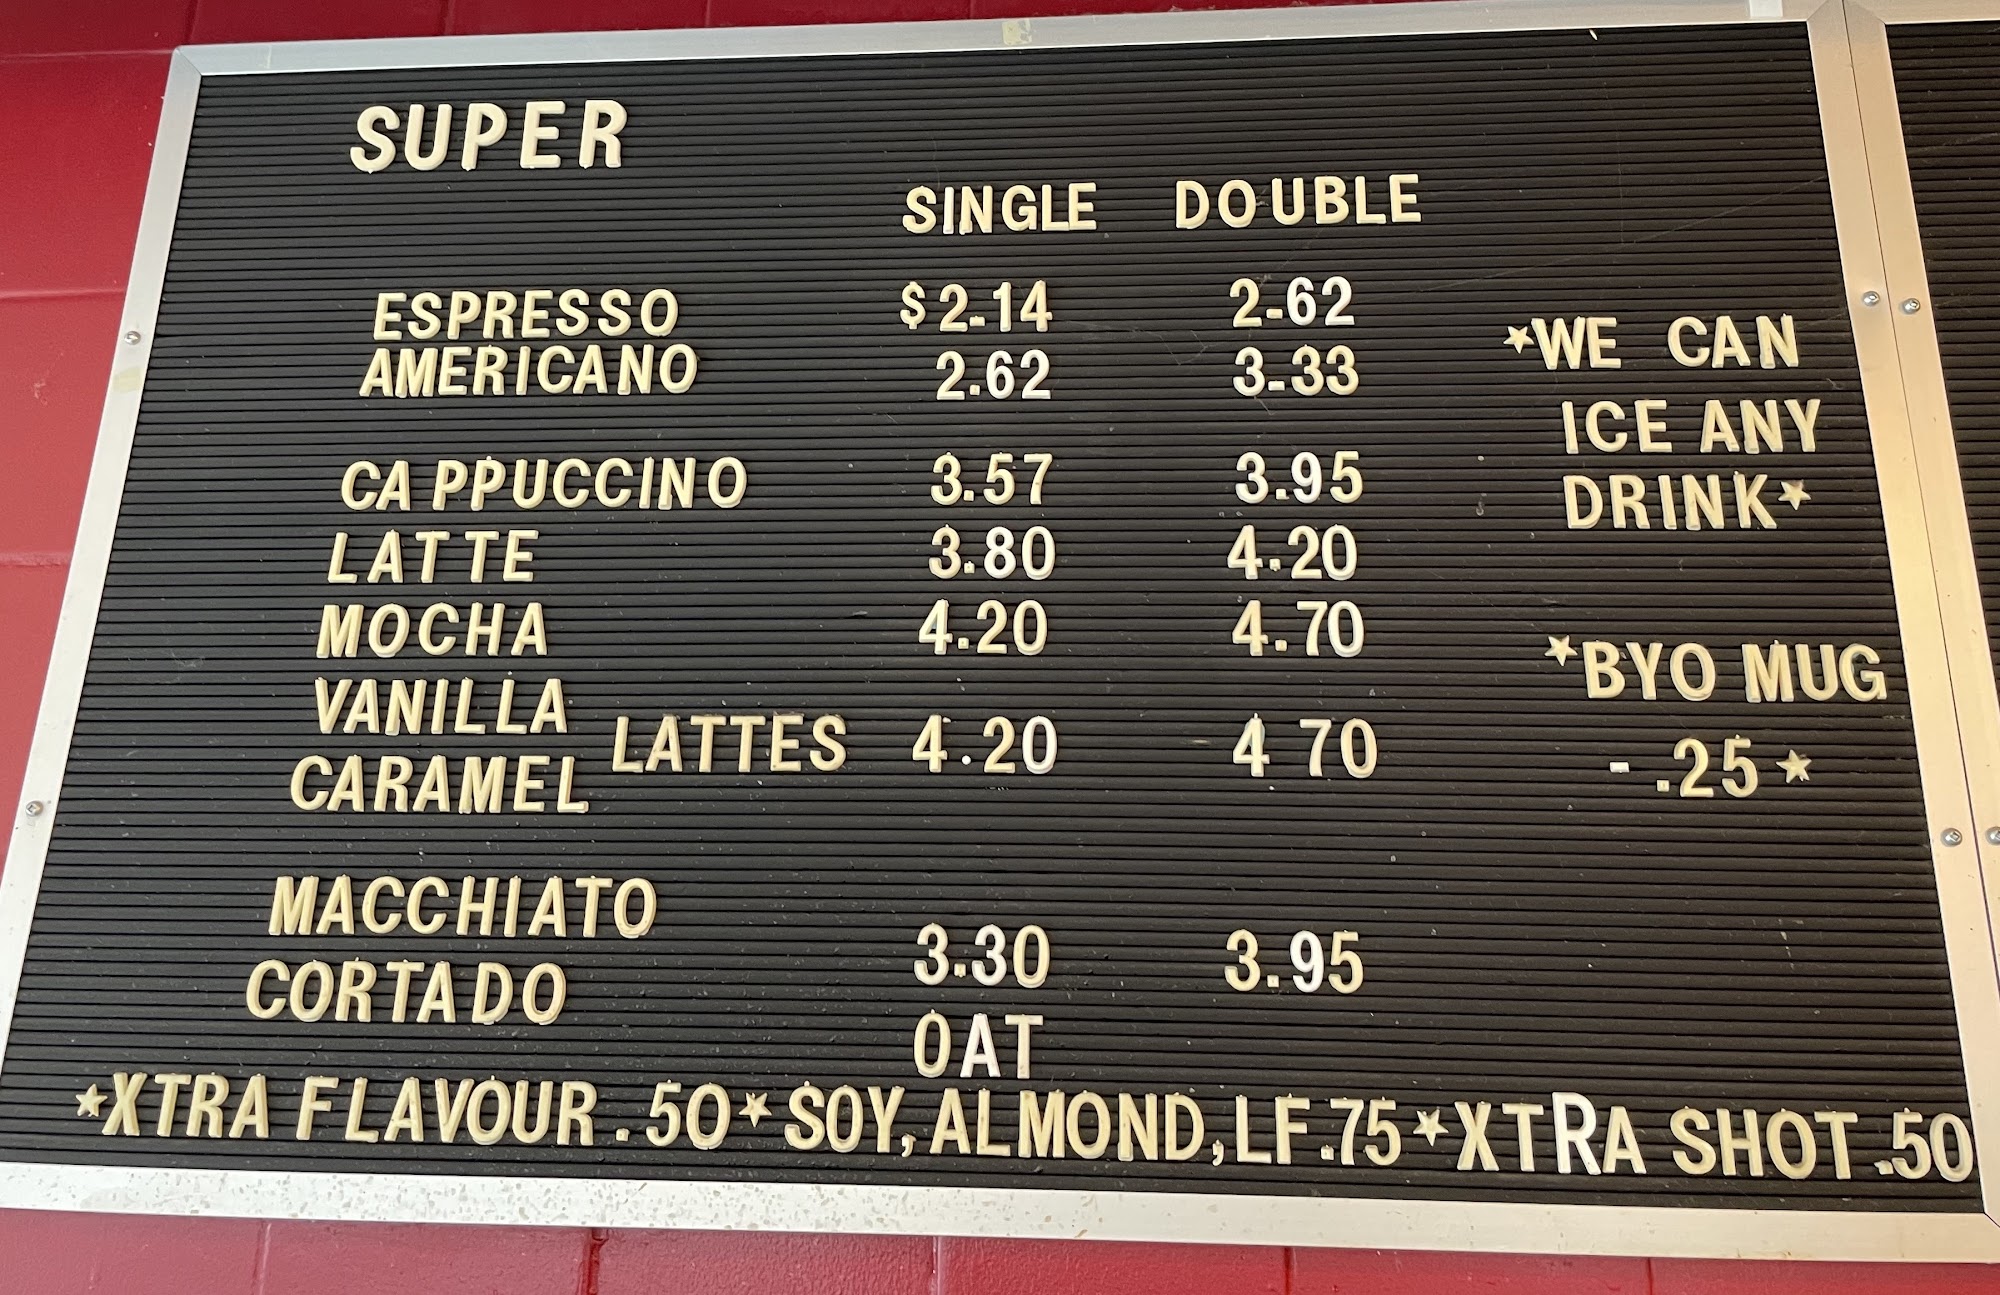 SUPER
SINGLE DOUBLE
ESPRESSO $2.14 2.62
AMERICANO 2.62 3.33
*WE CAN
ICE ANY
DRINK*
CAPPUCCINO 3.57 3.95
LATTE 3.80 4.20
MOCHA 4.20 4.70
VANILLA
LATTES 4.20 4 70
CARAMEL
*BYO MUG
- .25*
MACCHIATO
3.30 3.95
CORTADO
OAT
*XTRA FLAVOUR .50*SOY, ALMOND, LF .75*XTRA SHOT .50